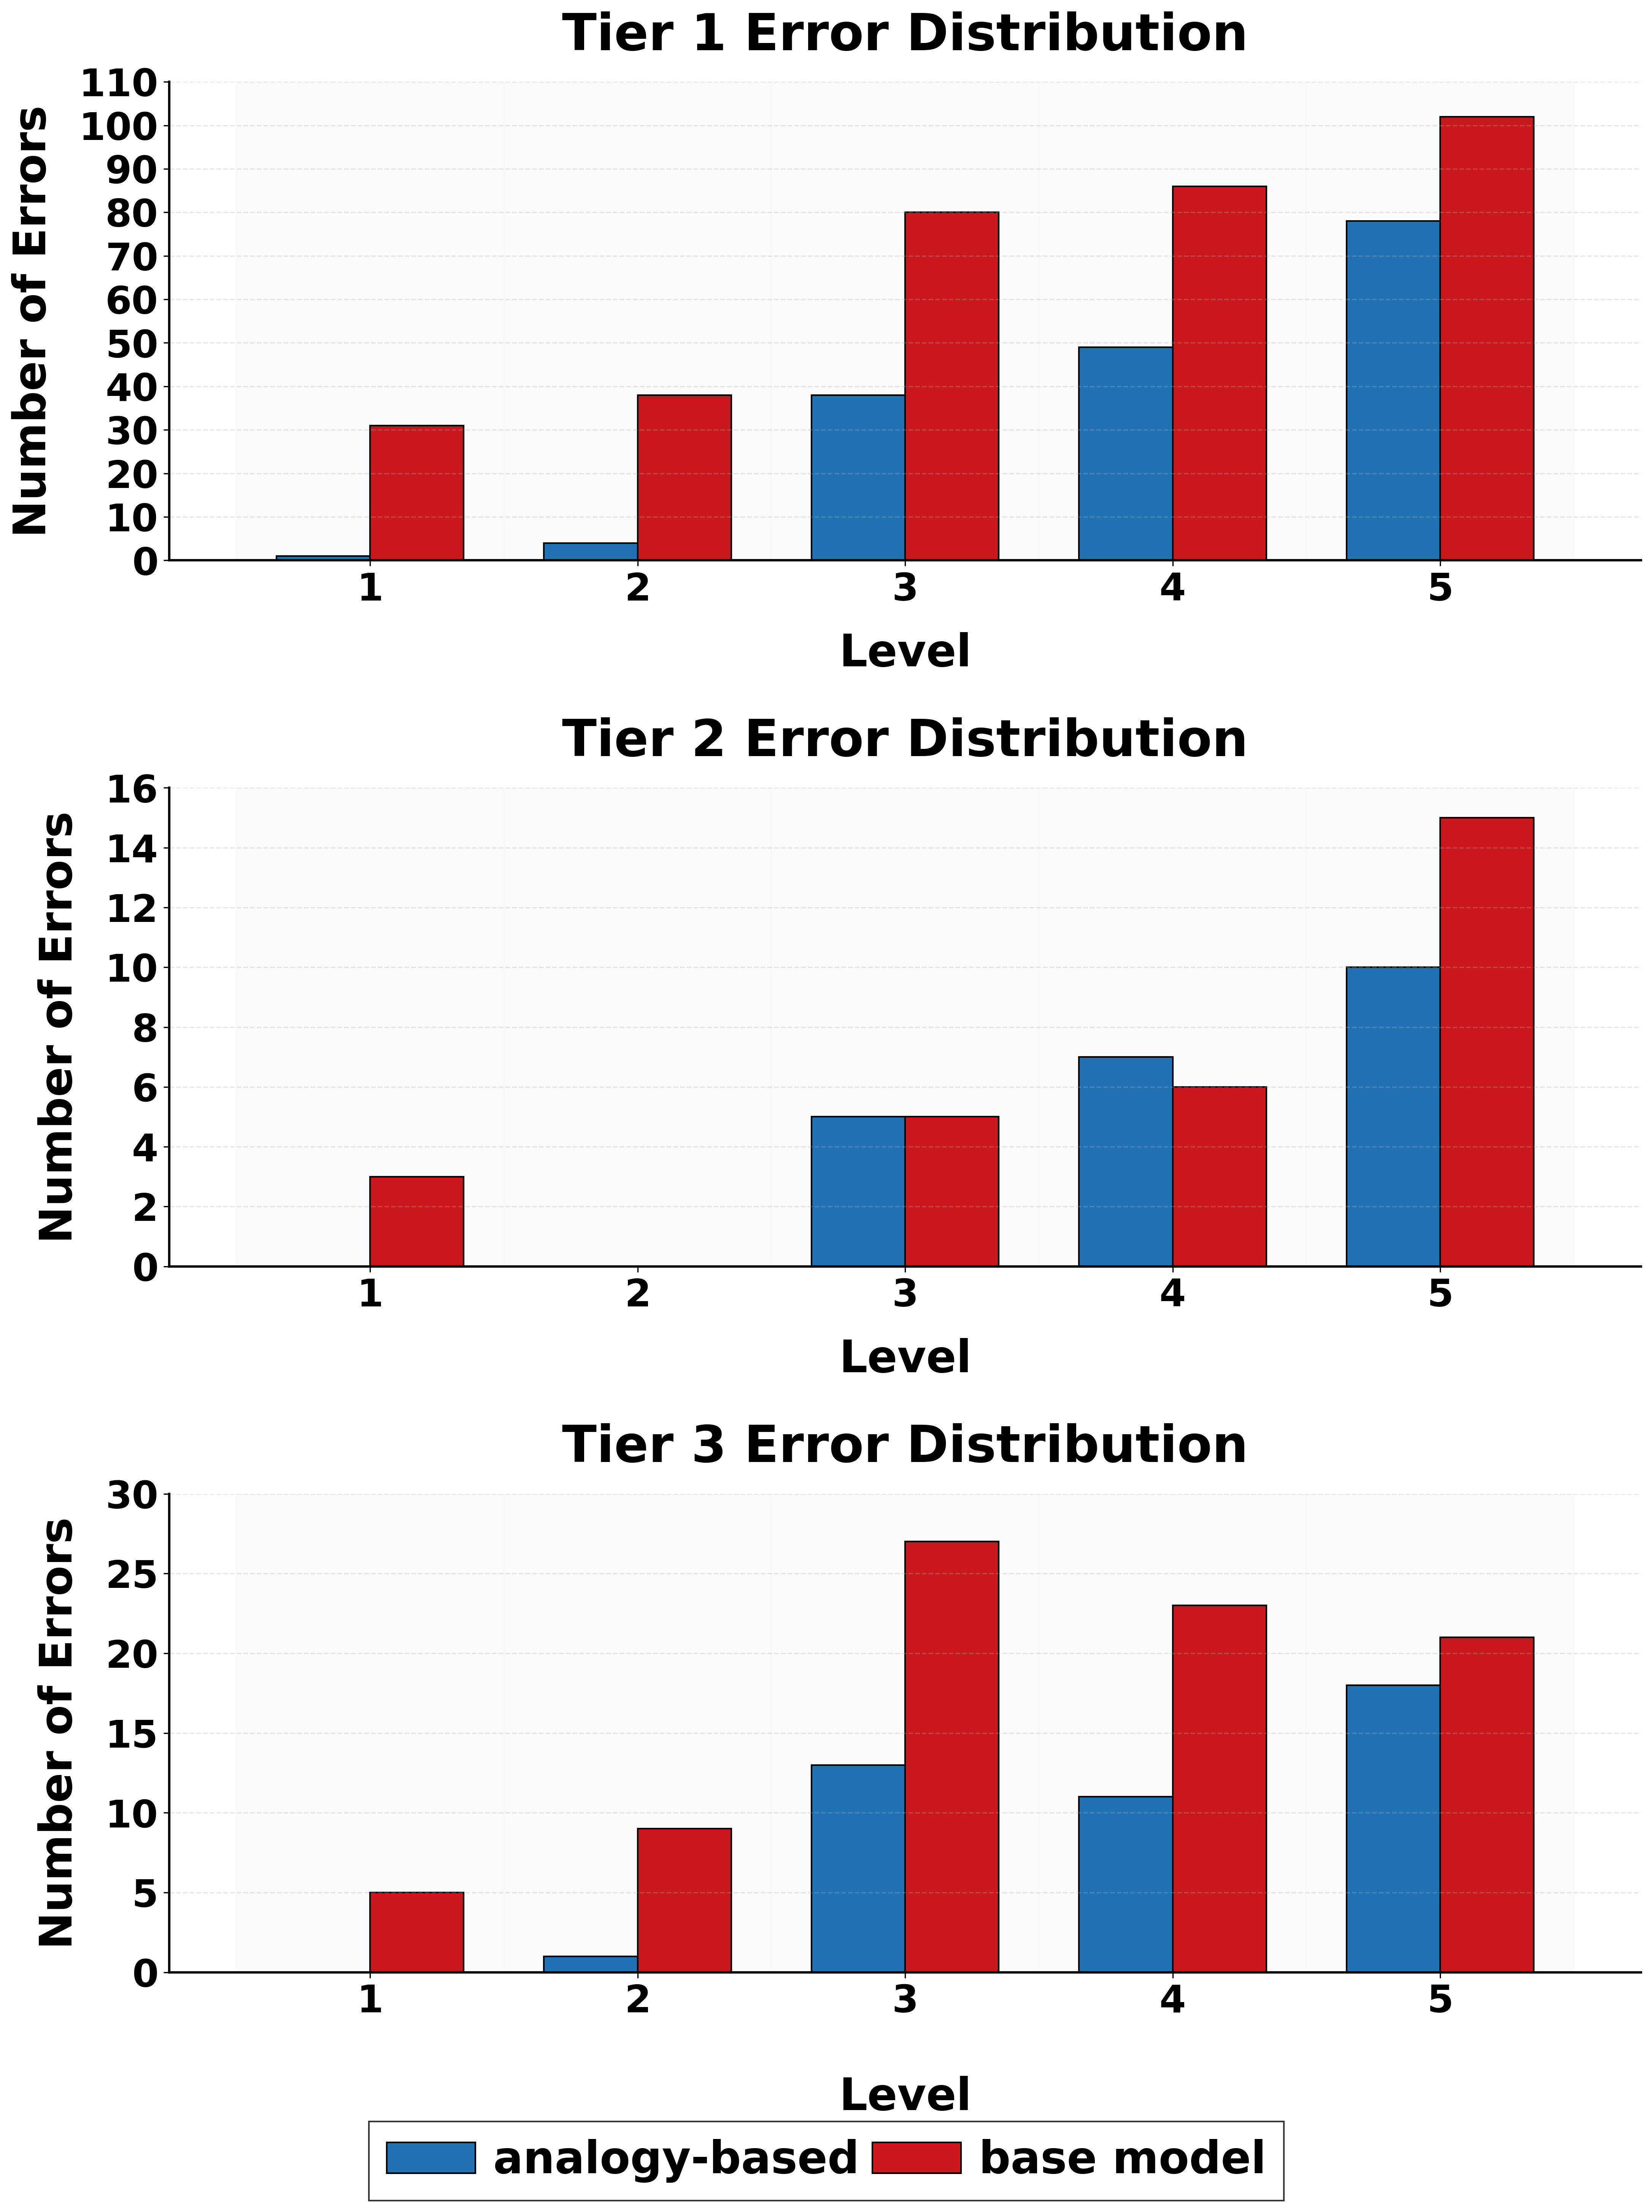 Tier 1 Error Distribution
Number of Errors
110
100
90
80
70
60
50
40
30
20
10
0
1 2 3 4 5
Level
Tier 2 Error Distribution
Number of Errors
16
14
12
10
8
6
4
2
0
1 2 3 4 5
Level
Tier 3 Error Distribution
Number of Errors
30
25
20
15
10
5
0
1 2 3 4 5
Level
analogy-based base model